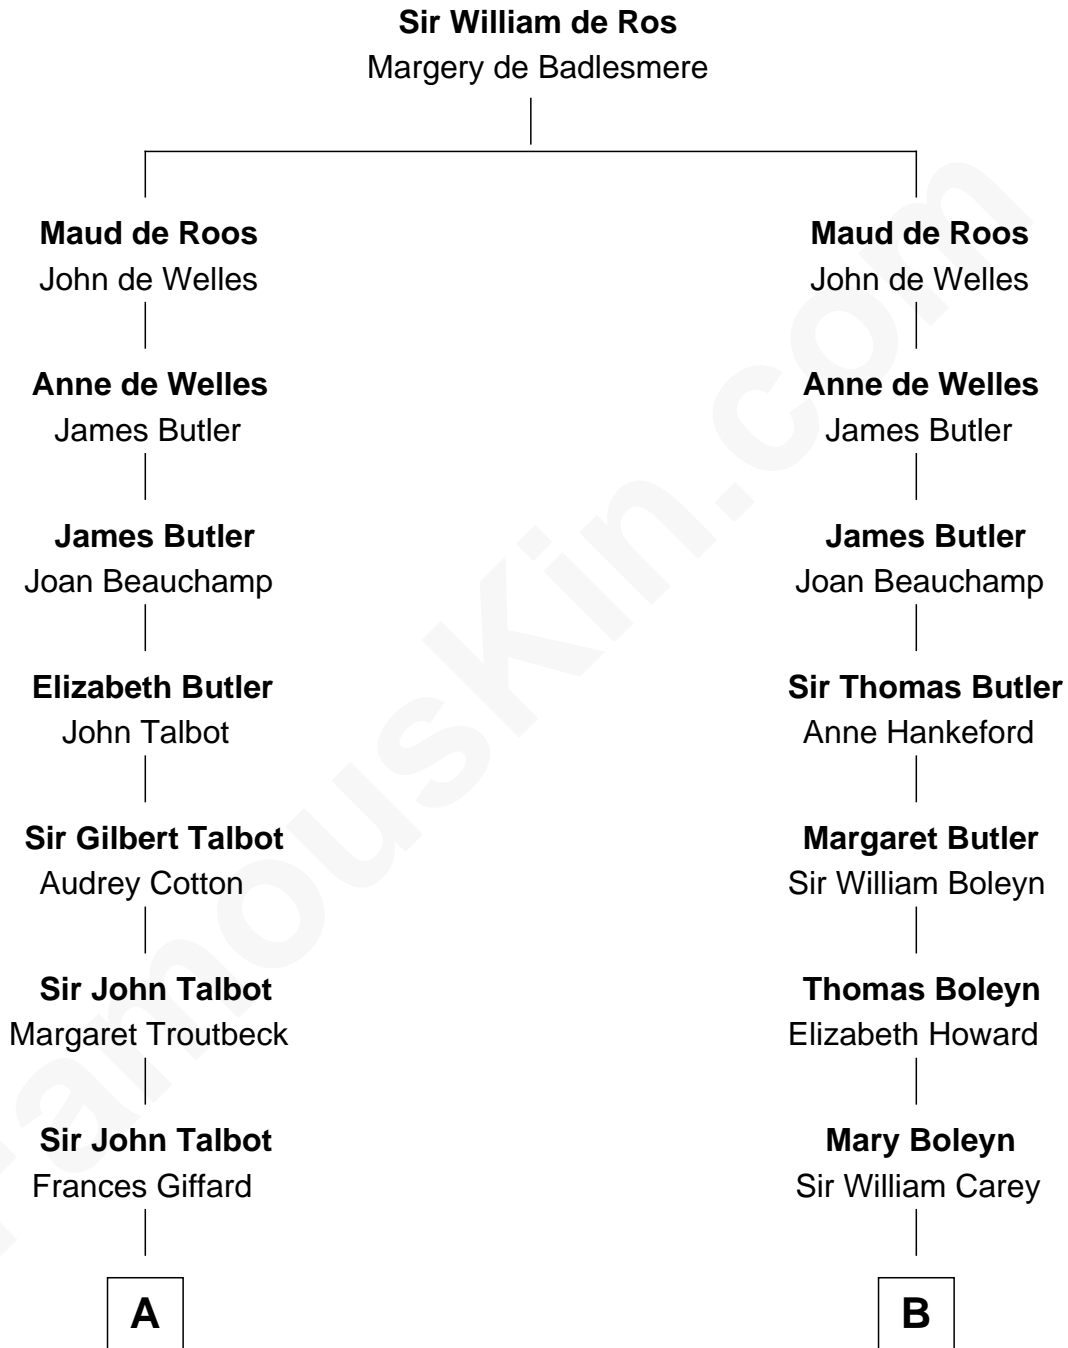 Sir William de Ros
Margery de Badlesmere
Maud de Roos
John de Welles
Maud de Roos
John de Welles
Anne de Welles
James Butler
Anne de Welles
James Butler
James Butler
Joan Beauchamp
James Butler
Joan Beauchamp
Elizabeth Butler
John Talbot
Sir Thomas Butler
Anne Hankeford
Sir Gilbert Talbot
Audrey Cotton
Margaret Butler
Sir William Boleyn
Sir John Talbot
Margaret Troutbeck
Thomas Boleyn
Elizabeth Howard
Sir John Talbot
Frances Giffard
Mary Boleyn
Sir William Carey
A
B
FamousKin.com